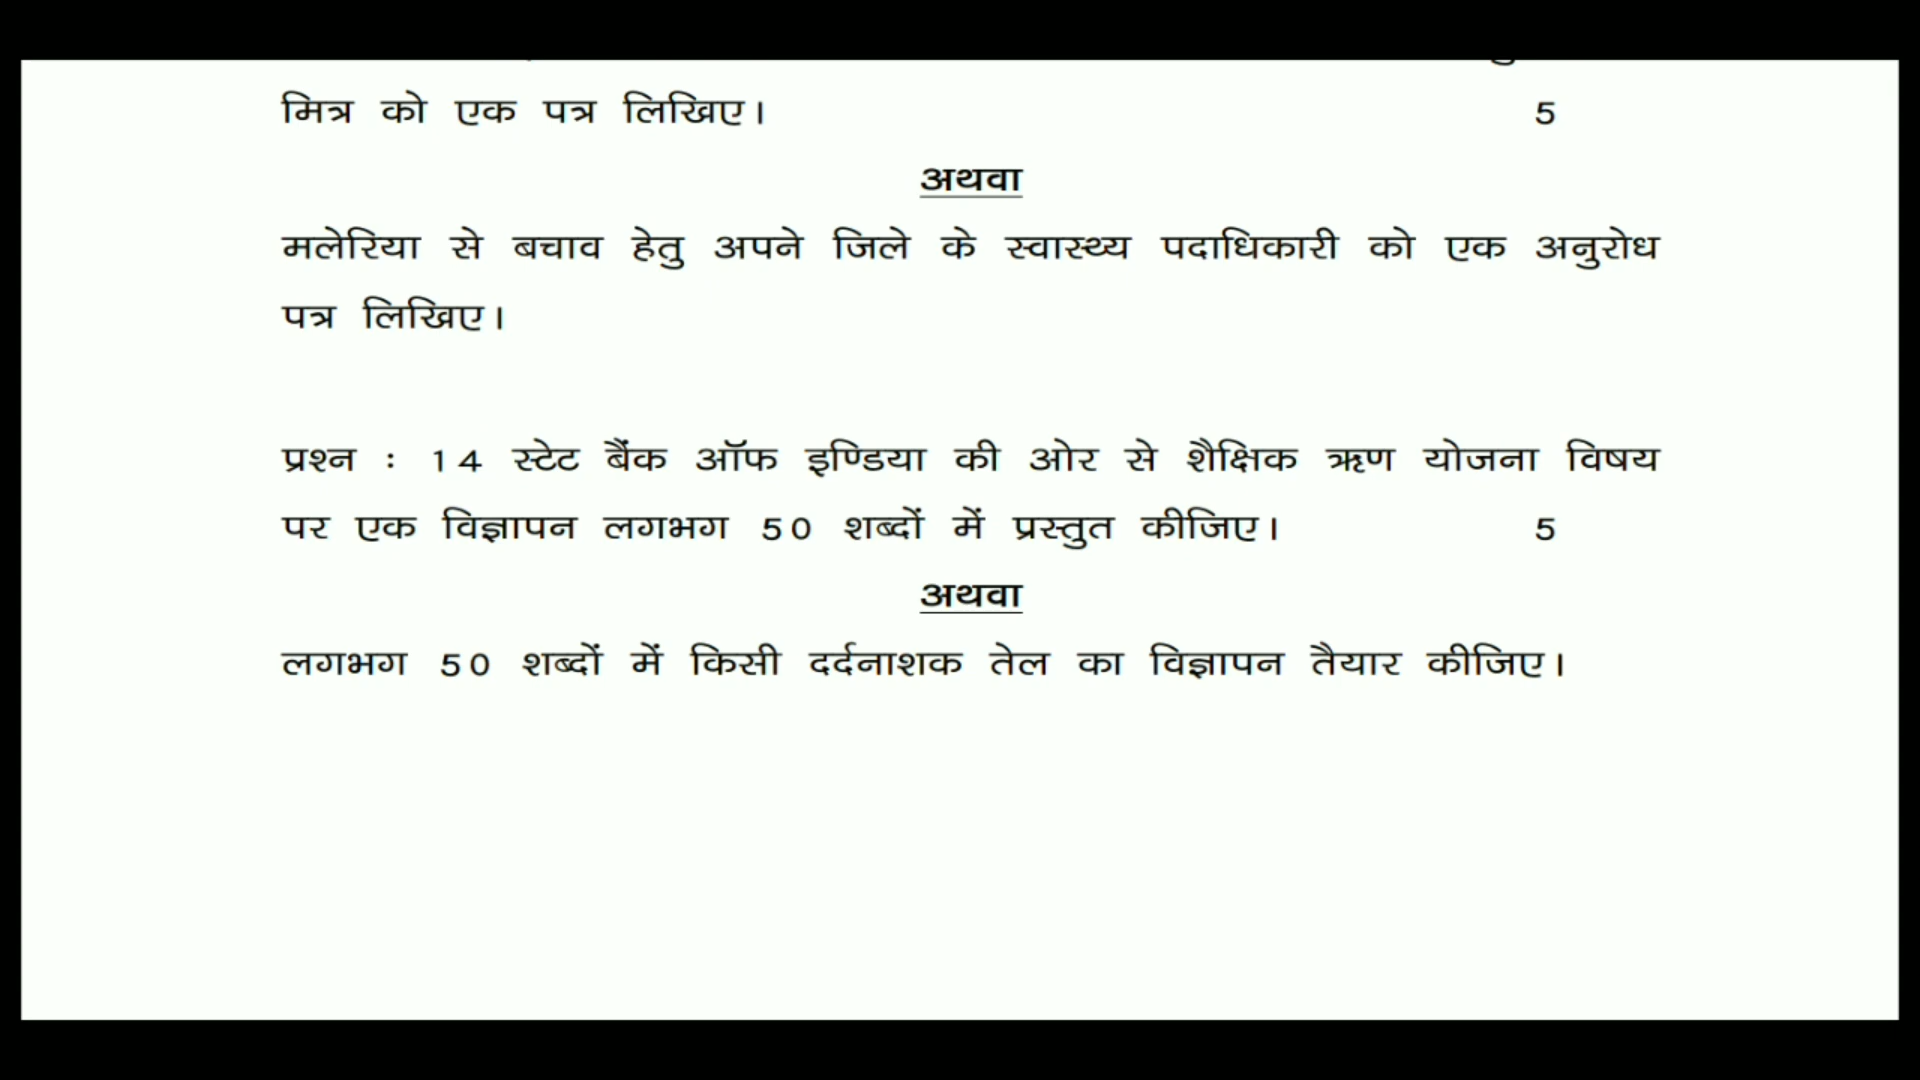 मित्र को एक पत्र लिखिए। 5
अथवा
मलेरिया से बचाव हेतु अपने जिले के स्वास्थ्य पदाधिकारी को एक अनुरोध
पत्र लिखिए।
प्रश्न : 14 स्टेट बैंक ऑफ इण्डिया की ओर से शैक्षिक ऋण योजना विषय
पर एक विज्ञापन लगभग 50 शब्दों में प्रस्तुत कीजिए। 5
अथवा
लगभग 50 शब्दों में किसी दर्दनाशक तेल का विज्ञापन तैयार कीजिए।